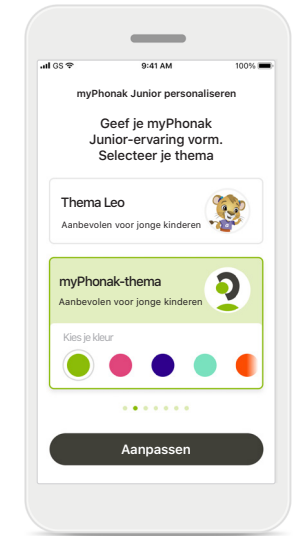 GS 9:41 AM 100%
myPhonak Junior personaliseren
Geef je myPhonak
Junior-ervaring vorm.
Selecteer je thema
Thema Leo
Aanbevolen voor jonge kinderen
myPhonak-thema
Aanbevolen voor jonge kinderen
Kies je kleur
Aanpassen